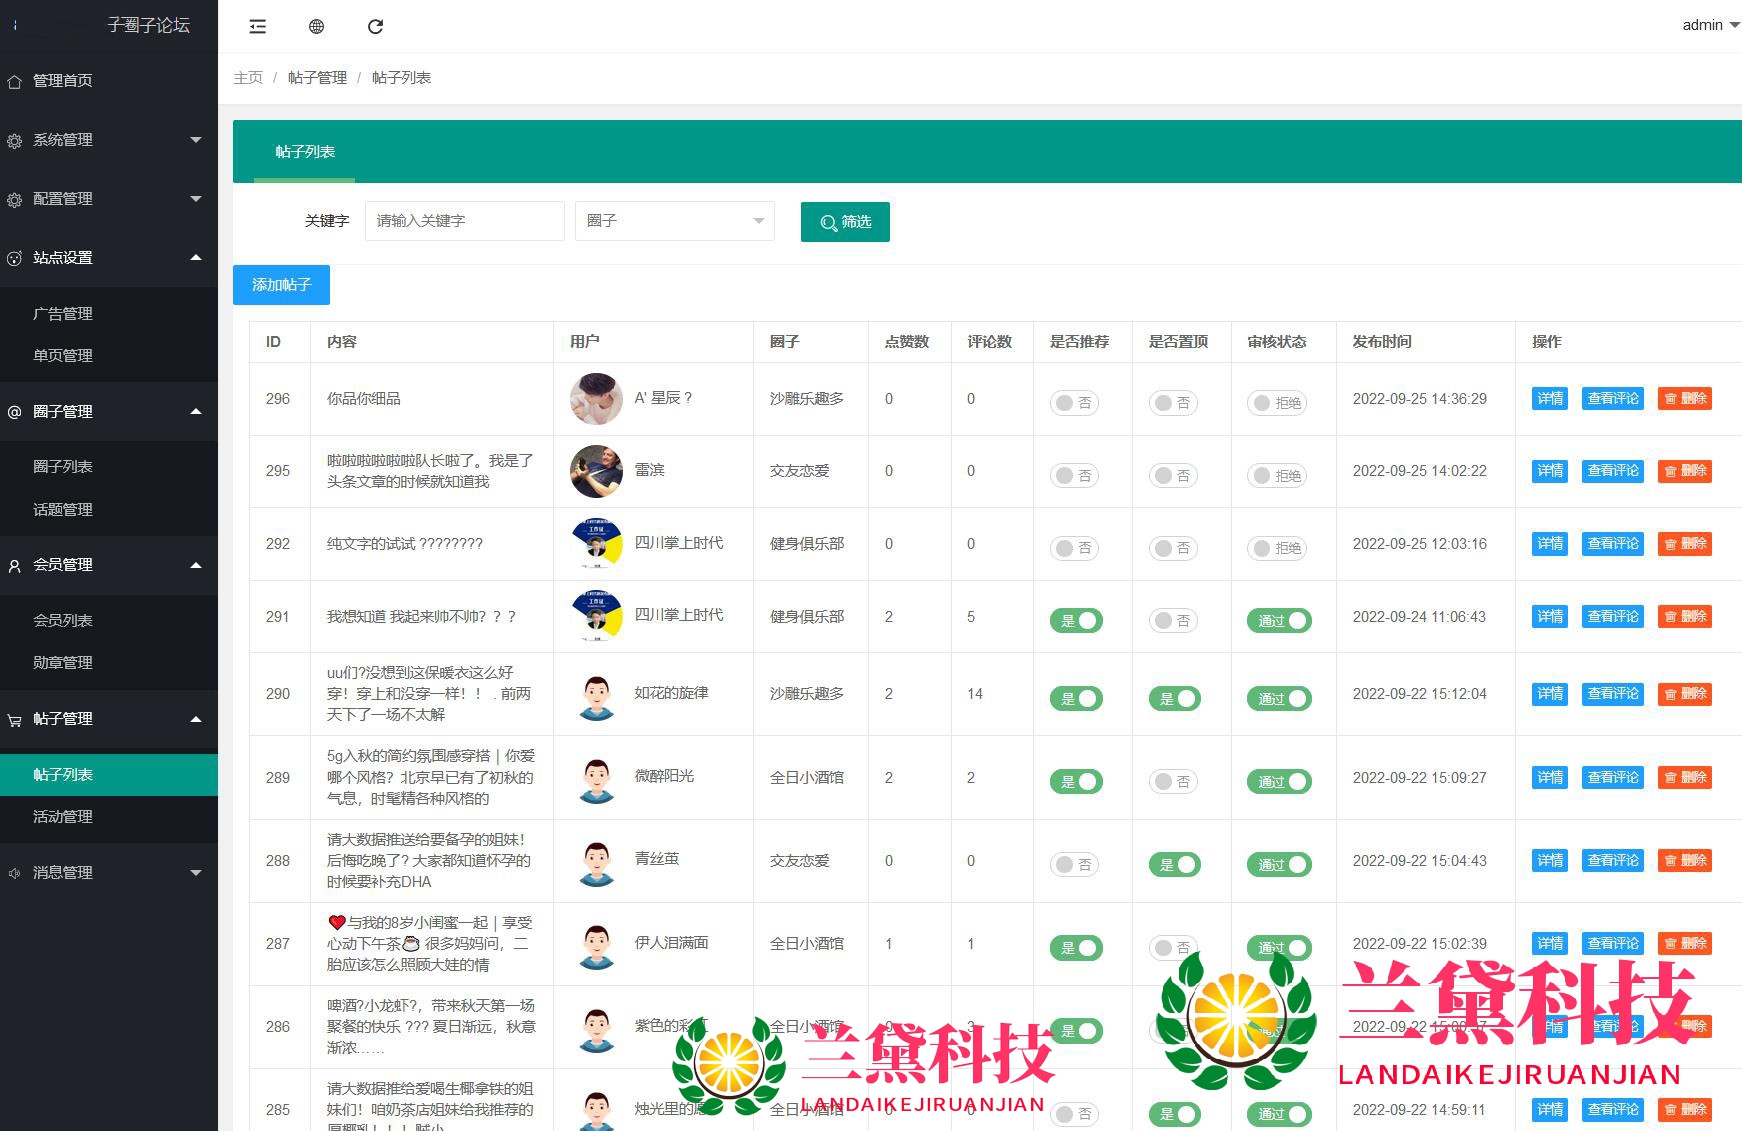 子圈子论坛
admin
管理首页
系统管理
配置管理
站点设置
广告管理
单页管理
圈子管理
圈子列表
话题管理
会员管理
会员列表
勋章管理
帖子管理
帖子列表
活动管理
消息管理
主页 / 帖子管理 / 帖子列表
帖子列表
关键字 请输入关键字 圈子 筛选
添加帖子
ID 内容 用户 圈子 点赞数 评论数 是否推荐 是否置顶 审核状态 发布时间 操作
296 你品你细品 A' 星辰？ 沙雕乐趣多 0 0 否 否 拒绝 2022-09-25 14:36:29 详情 查看评论 删除
295 啦啦啦啦啦啦队长啦了。我是了
头条文章的时候就知道我 雷滨 交友恋爱 0 0 否 否 拒绝 2022-09-25 14:02:22 详情 查看评论 删除
292 纯文字的试试 ???????? 四川掌上时代 健身俱乐部 0 0 否 否 拒绝 2022-09-25 12:03:16 详情 查看评论 删除
291 我想知道 我起来帅不帅？？？ 四川掌上时代 健身俱乐部 2 5 是 否 通过 2022-09-24 11:06:43 详情 查看评论 删除
290 uu们?没想到这保暖衣这么好
穿！穿上和没穿一样！！ . 前两
天下了一场不太解 如花的旋律 沙雕乐趣多 2 14 是 是 通过 2022-09-22 15:12:04 详情 查看评论 删除
289 5g入秋的简约氛围感穿搭 | 你爱
哪个风格？北京早已有了初秋的
气息，时髦精各种风格的 微醉阳光 全日小酒馆 2 2 是 否 通过 2022-09-22 15:09:27 详情 查看评论 删除
288 请大数据推送给要备孕的姐妹！
后悔吃晚了? 大家都知道怀孕的
时候要补充DHA 青丝茧 交友恋爱 0 0 否 是 通过 2022-09-22 15:04:43 详情 查看评论 删除
287 ❤️与我的8岁小闺蜜一起 | 享受
心动下午茶☕ 很多妈妈问，二
胎应该怎么照顾大娃的情 伊人泪满面 全日小酒馆 1 1 是 否 通过 2022-09-22 15:02:39 详情 查看评论 删除
286 啤酒?小龙虾?，带来秋天第一场
聚餐的快乐 ??? 夏日渐远，秋意
渐浓…… 紫色的彩 全日小酒馆 是 2022-09-22 详情 查看评论 删除
285 请大数据推给爱喝生椰拿铁的姐
妹们！咱奶茶店姐妹给我推荐的
烛光里的 全日小酒馆 否 是 通过 2022-09-22 14:59:11 详情 查看评论 删除
兰黛科技
LANDAIKEJIRUANJIAN
兰黛科技
LANDAIKEJIRUANJIAN